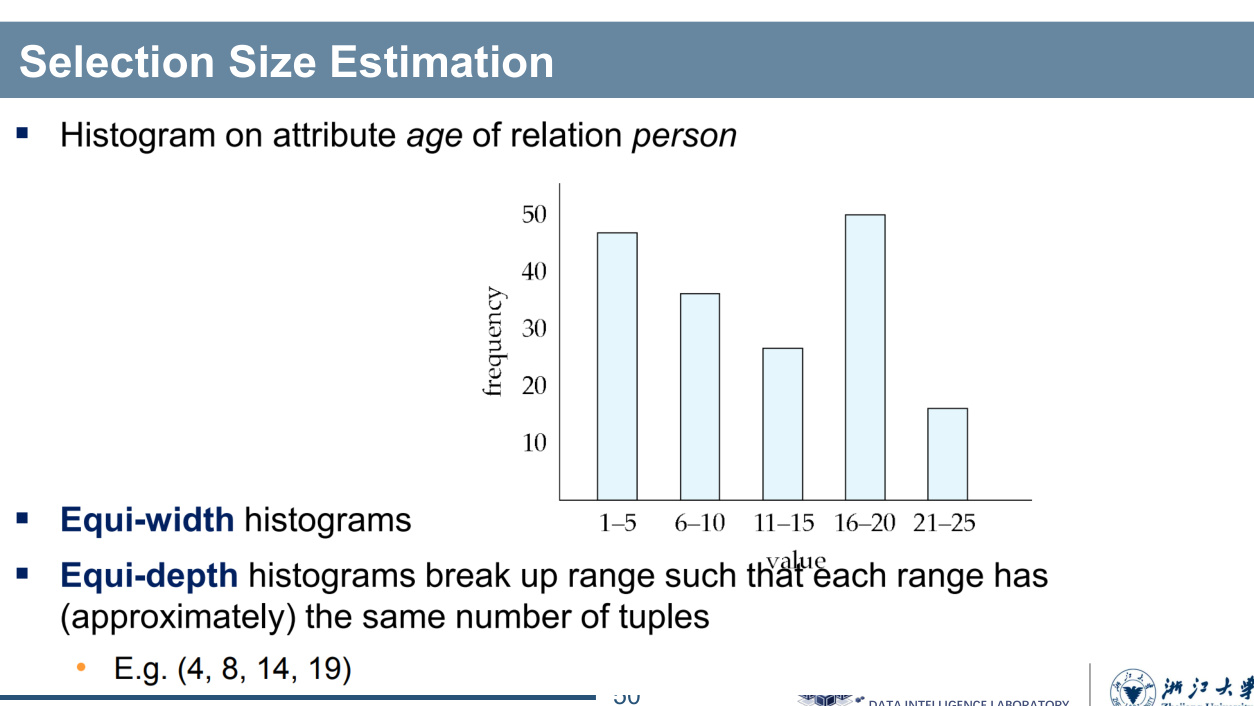 Selection Size Estimation
Histogram on attribute age of relation person
50
40
30
20
10
frequency
1–5 6–10 11–15 16–20 21–25
value
Equi-width histograms
Equi-depth histograms break up range such that each range has
(approximately) the same number of tuples
E.g. (4, 8, 14, 19)
50
DATA INTELLIGENCE LABORATORY
浙江大学